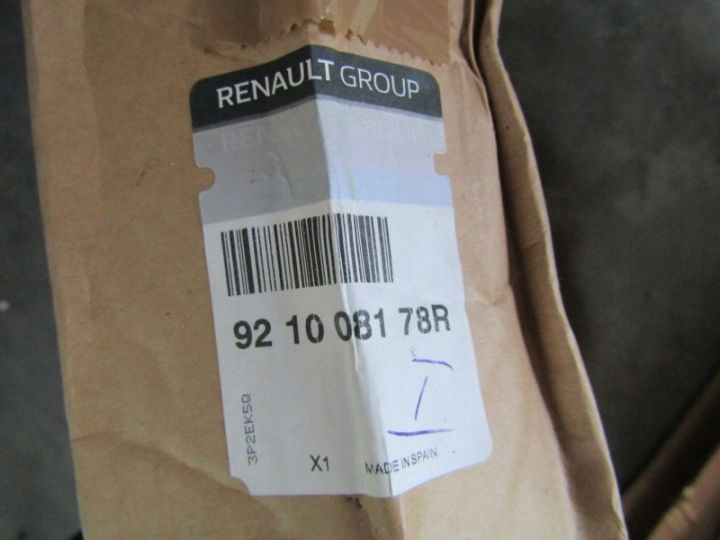 RENAULT GROUP
92 10 081 78R
3P2EK5Q
X1
MADE IN SPAIN